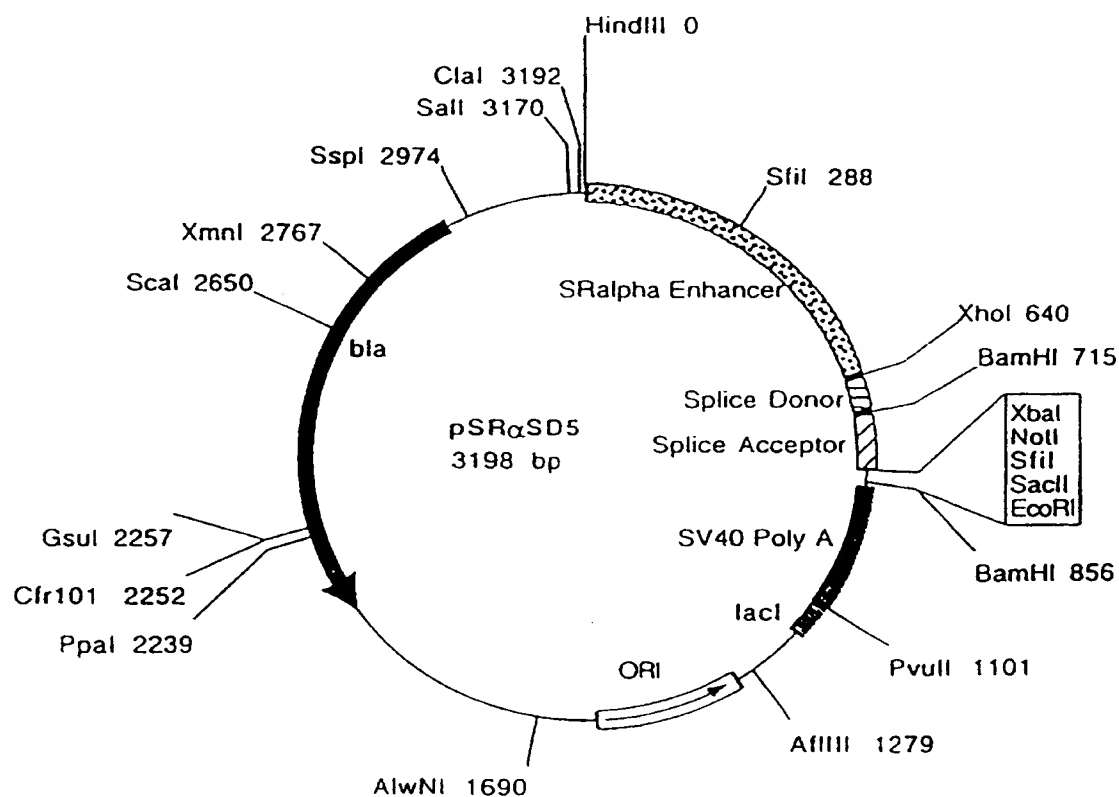 HindIII 0
ClaI 3192
SalI 3170
SspI 2974
SfiI 288
XmnI 2767
ScaI 2650
SRalpha Enhancer
XhoI 640
bla
BamHI 715
Splice Donor
XbaI
pSRαSD5
Splice Acceptor
NotI
3198 bp
SfiI
SacII
EcoRI
GsuI 2257
SV40 Poly A
BamHI 856
Cfr101 2252
lacI
PpaI 2239
PvuII 1101
ORI
AflIII 1279
AlwNI 1690